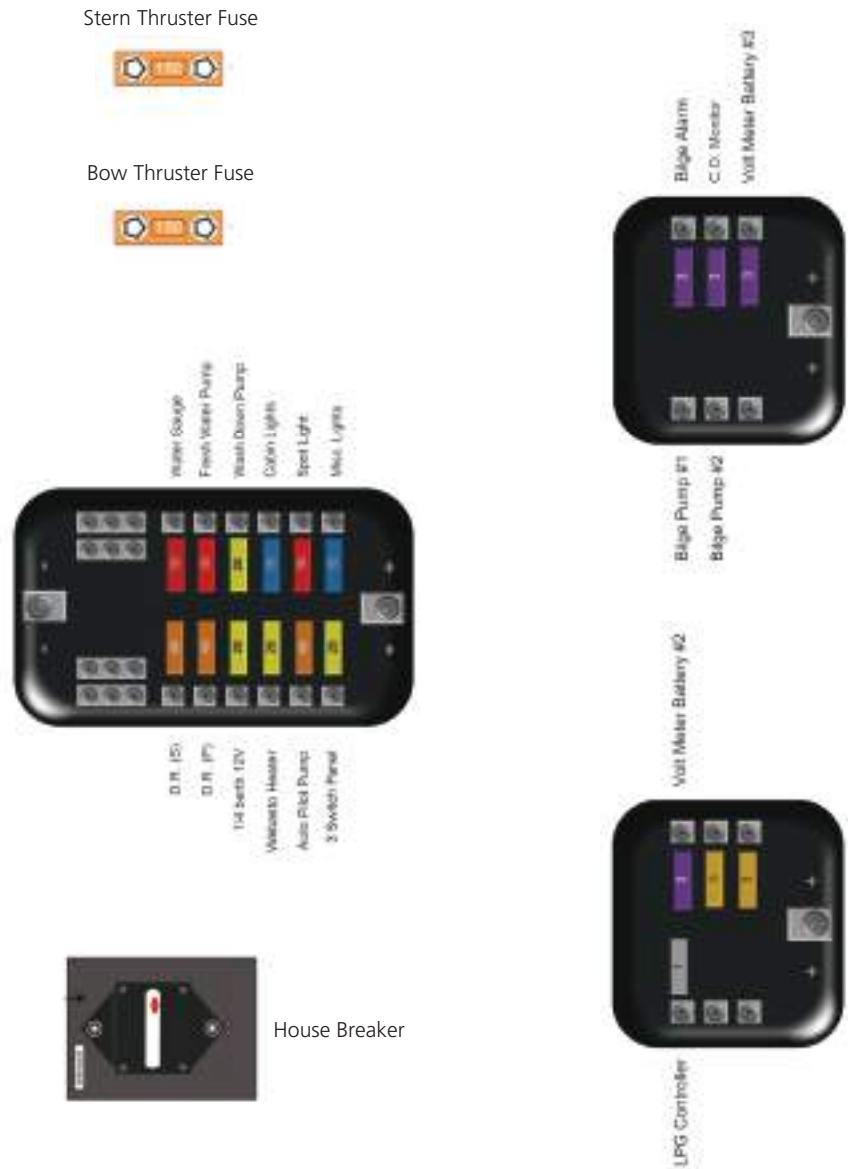 Stern Thruster Fuse
Bow Thruster Fuse
Water Gauge
Fresh Water Pump
Wash Down Pump
Cabin Lights
Spot Light
Misc. Lights
D.R. (S)
D.R. (P)
1/4 berth 12V
Webasto Heater
Auto Pilot Pump
3 Switch Panel
House Breaker
Bilge Alarm
C.D. Monitor
Volt Meter Battery #3
Bilge Pump #1
Bilge Pump #2
Volt Meter Battery #2
LPG Controller